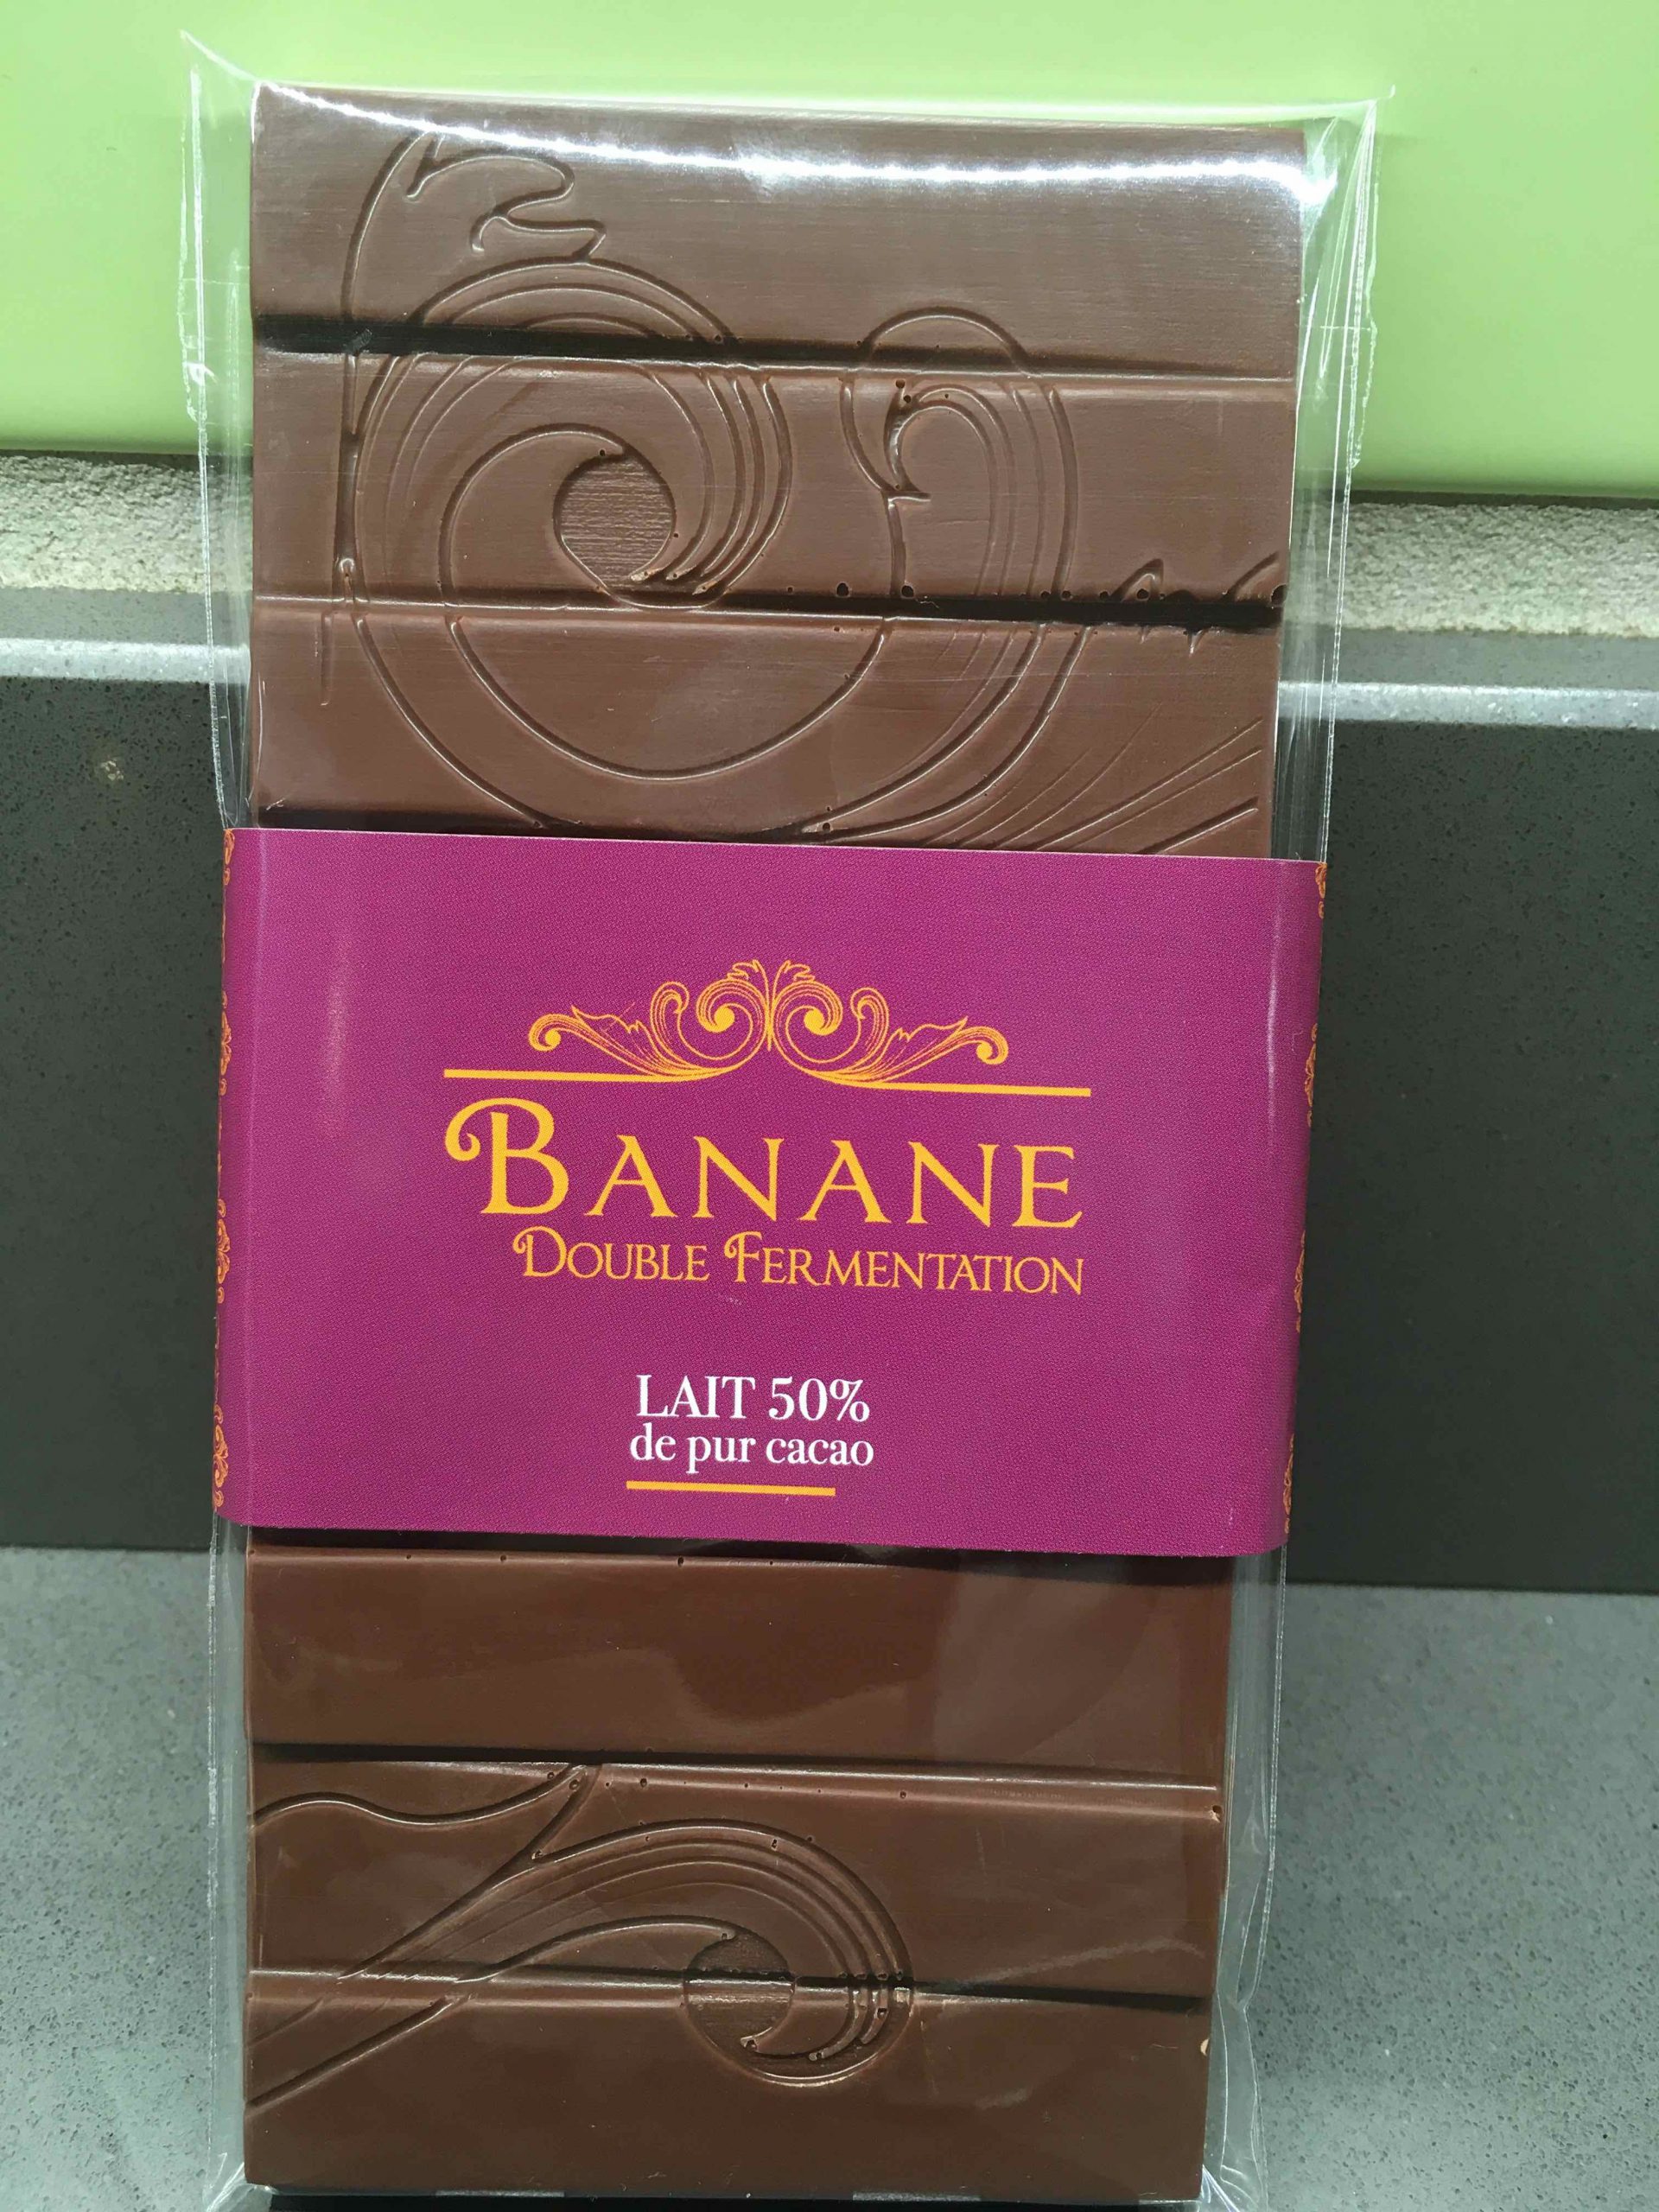 BANANE
DOUBLE FERMENTATION
LAIT 50%
de pur cacao